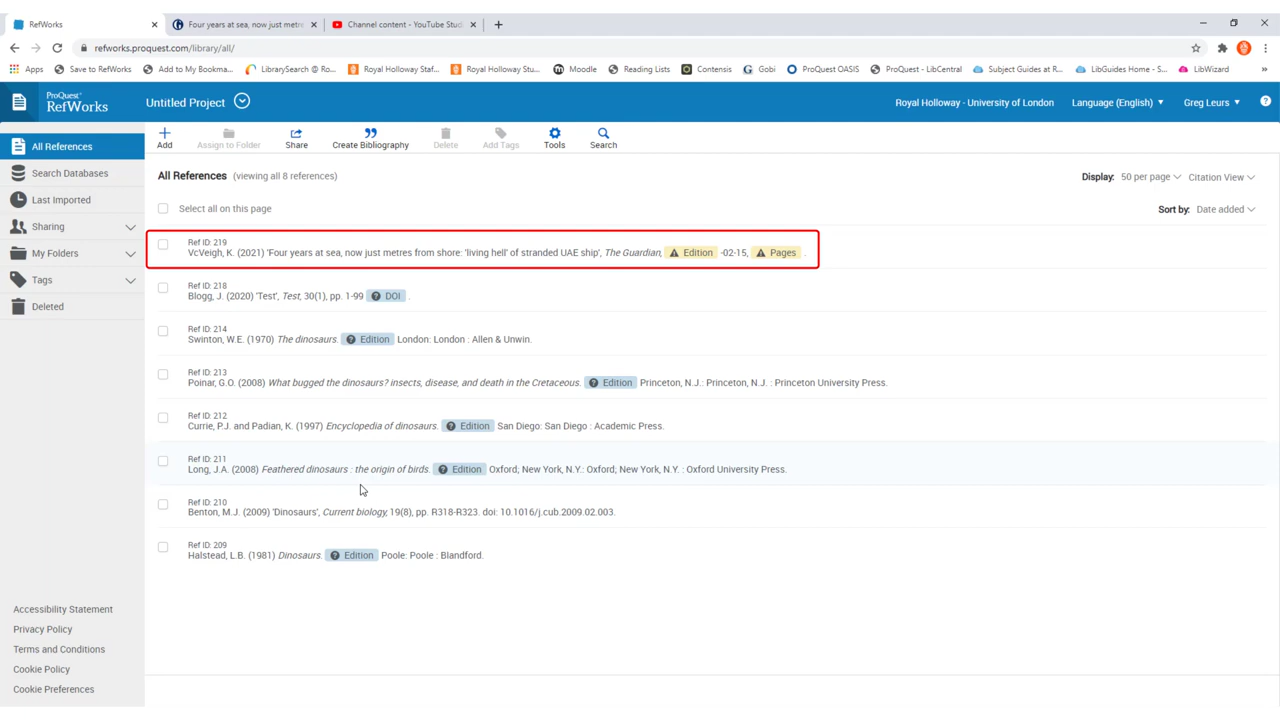 RefWorks
Four years at sea, now just metre
Channel content - YouTube Studi
refworks.proquest.com/library/all/
Apps Save to RefWorks Add to My Bookma... LibrarySearch @ Ro... Royal Holloway Staf... Royal Holloway Stu... Moodle Reading Lists Contensis Gobi ProQuest OASIS ProQuest - LibCentral Subject Guides at R... LibGuides Home - S... LibWizard »
ProQuest®
RefWorks
Untitled Project
Royal Holloway - University of London Language (English) Greg Leurs
All References
Search Databases
Last Imported
Sharing
My Folders
Tags
Deleted
Add Assign to Folder Share Create Bibliography Delete Add Tags Tools Search
All References (viewing all 8 references)
Display: 50 per page Citation View
Select all on this page
Sort by: Date added
Ref ID: 219
VcVeigh, K. (2021) 'Four years at sea, now just metres from shore: 'living hell' of stranded UAE ship', The Guardian, Edition -02-15, Pages .
Ref ID: 218
Blogg, J. (2020) 'Test', Test, 30(1), pp. 1-99 DOI .
Ref ID: 214
Swinton, W.E. (1970) The dinosaurs. Edition London: London : Allen & Unwin.
Ref ID: 213
Poinar, G.O. (2008) What bugged the dinosaurs? insects, disease, and death in the Cretaceous. Edition Princeton, N.J.: Princeton, N.J. : Princeton University Press.
Ref ID: 212
Currie, P.J. and Padian, K. (1997) Encyclopedia of dinosaurs. Edition San Diego: San Diego : Academic Press.
Ref ID: 211
Long, J.A. (2008) Feathered dinosaurs : the origin of birds. Edition Oxford; New York, N.Y.: Oxford; New York, N.Y. : Oxford University Press.
Ref ID: 210
Benton, M.J. (2009) 'Dinosaurs', Current biology, 19(8), pp. R318-R323. doi: 10.1016/j.cub.2009.02.003.
Ref ID: 209
Halstead, L.B. (1981) Dinosaurs. Edition Poole: Poole : Blandford.
Accessibility Statement
Privacy Policy
Terms and Conditions
Cookie Policy
Cookie Preferences